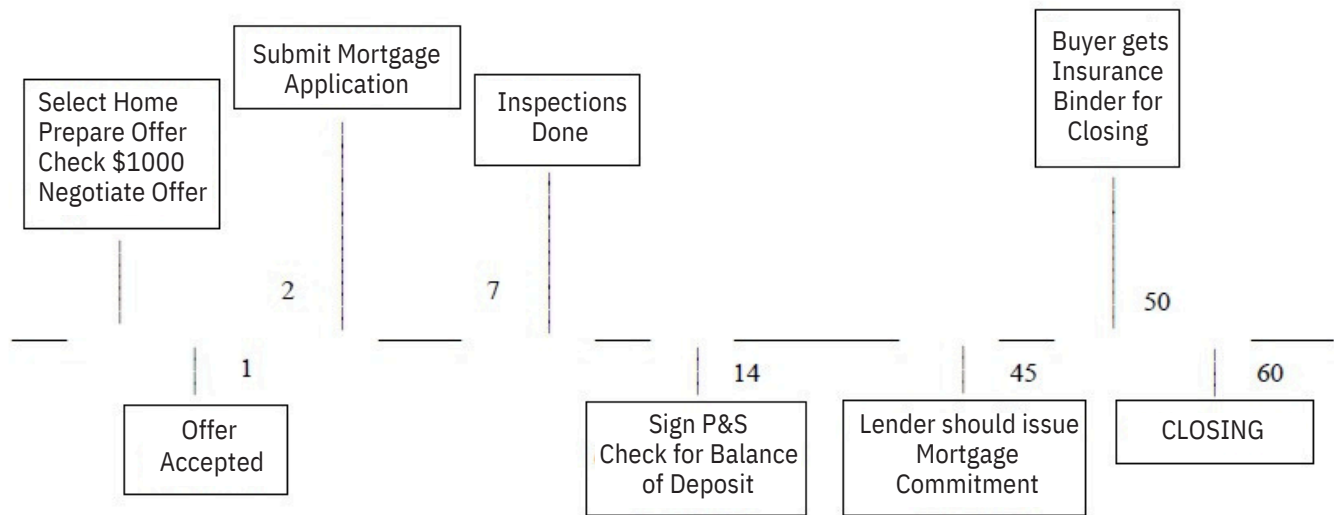 Select Home
Prepare Offer
Check $1000
Negotiate Offer
1
Offer
Accepted
Submit Mortgage
Application
2
Inspections
Done
7
14
Sign P&S
Check for Balance
of Deposit
45
Lender should issue
Mortgage
Commitment
Buyer gets
Insurance
Binder for
Closing
50
60
CLOSING